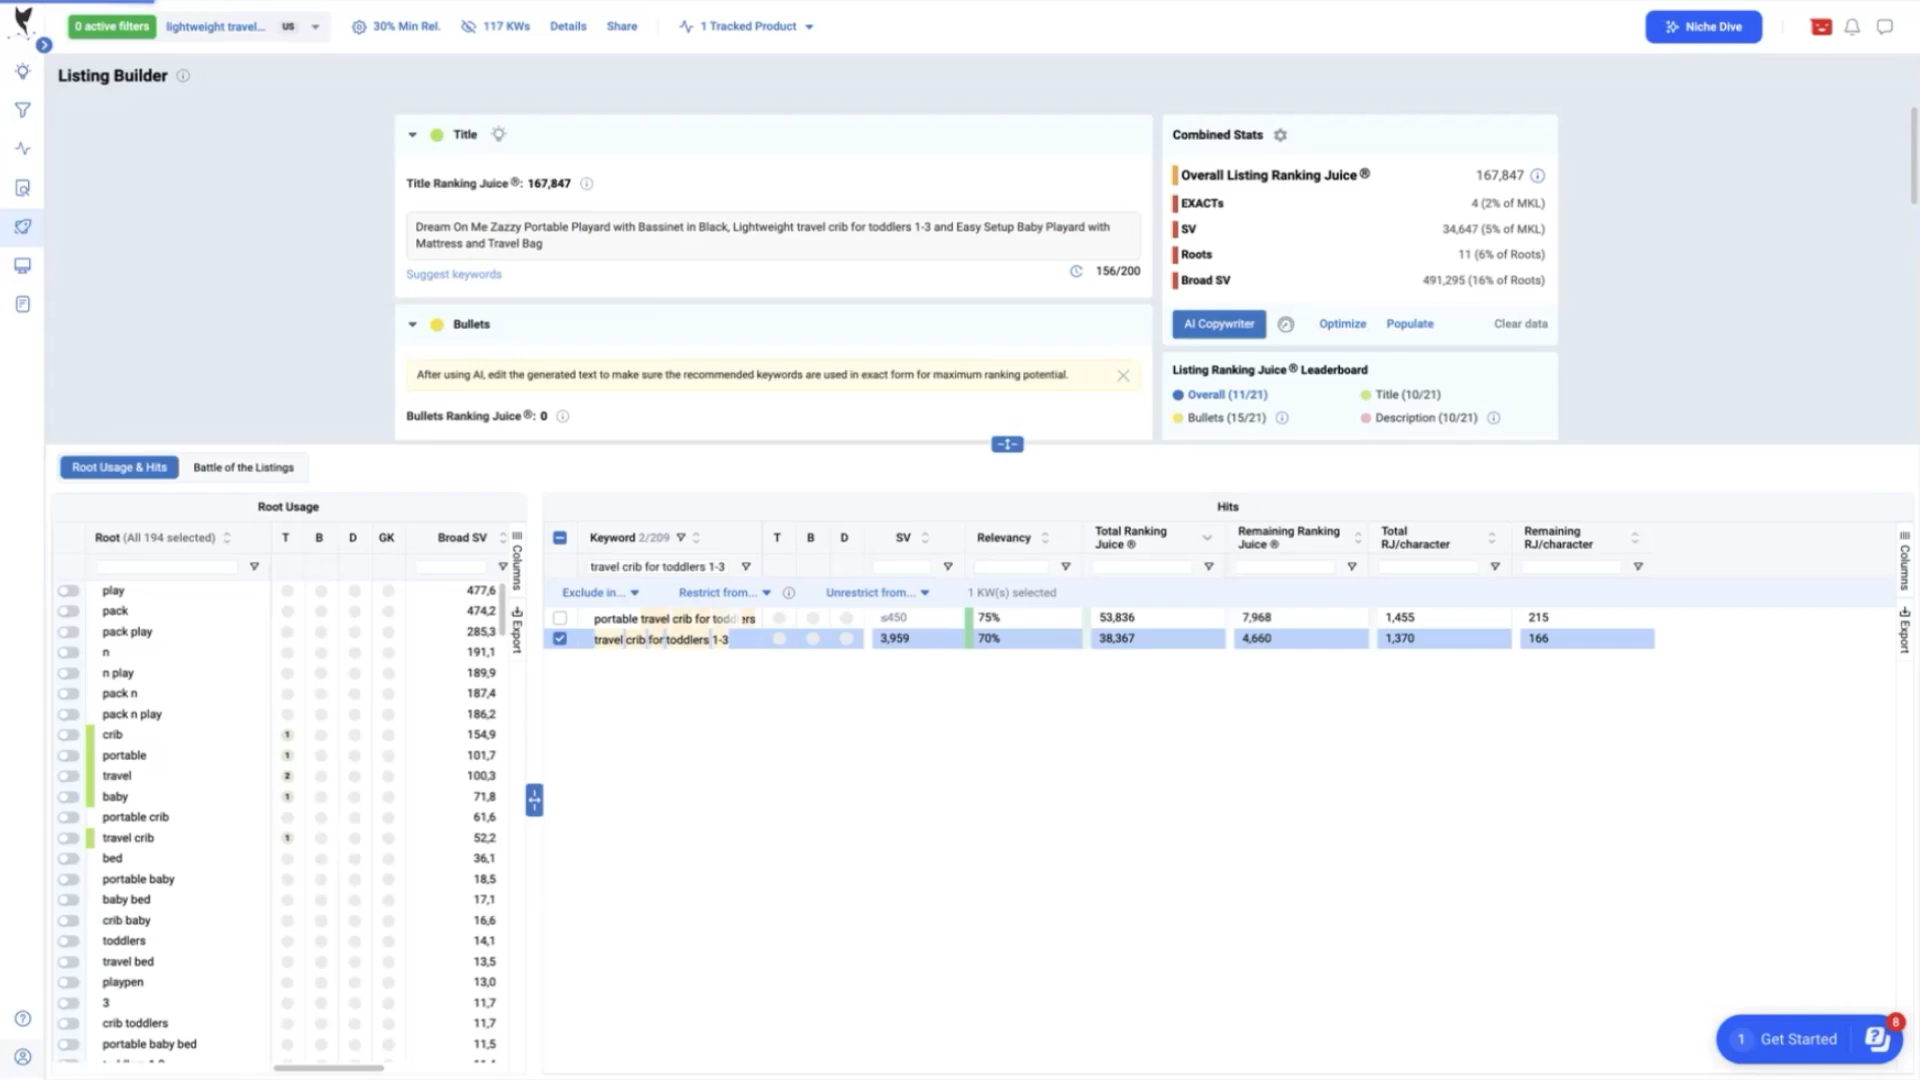 0 active filters
lightweight travel...
US
30% Min Rel.
117 KWs
Details
Share
1 Tracked Product
Niche Dive
Listing Builder
Title
Title Ranking Juice®: 167,847
Dream On Me Zazzy Portable Playard with Bassinet in Black, Lightweight travel crib for toddlers 1-3 and Easy Setup Baby Playard with
Mattress and Travel Bag
Suggest keywords
156/200
Bullets
After using AI, edit the generated text to make sure the recommended keywords are used in exact form for maximum ranking potential.
Bullets Ranking Juice®: 0
Combined Stats
Overall Listing Ranking Juice® 167,847
EXACTs 4 (2% of MKL)
SV 34,647 (5% of MKL)
Roots 11 (6% of Roots)
Broad SV 491,295 (16% of Roots)
AI Copywriter
Optimize
Populate
Clear data
Listing Ranking Juice® Leaderboard
Overall (11/21) Title (10/21)
Bullets (15/21) Description (10/21)
Root Usage & Hits
Battle of the Listings
Root Usage
Root (All 194 selected) T B D GK Broad SV
play 477,6
pack 474,2
pack play 285,3
n 191,1
n play 189,9
pack n 187,4
pack n play 186,2
crib 1 154,9
portable 1 101,7
travel 2 100,3
baby 1 71,8
portable crib 61,6
travel crib 1 52,2
bed 36,1
portable baby 18,5
baby bed 17,1
crib baby 16,6
toddlers 14,1
travel bed 13,5
playpen 13,0
3 11,7
crib toddlers 11,7
portable baby bed 11,5
Columns
Export
Hits
Keyword 2/209 T B D SV Relevancy Total Ranking Juice® Remaining Ranking Juice® Total RJ/character Remaining RJ/character
travel crib for toddlers 1-3
Exclude in... Restrict from... Unrestrict from... 1 KW(s) selected
portable travel crib for toddlers ≤450 75% 53,836 7,968 1,455 215
travel crib for toddlers 1-3 3,959 70% 38,367 4,660 1,370 166
Columns
Export
1 Get Started
8